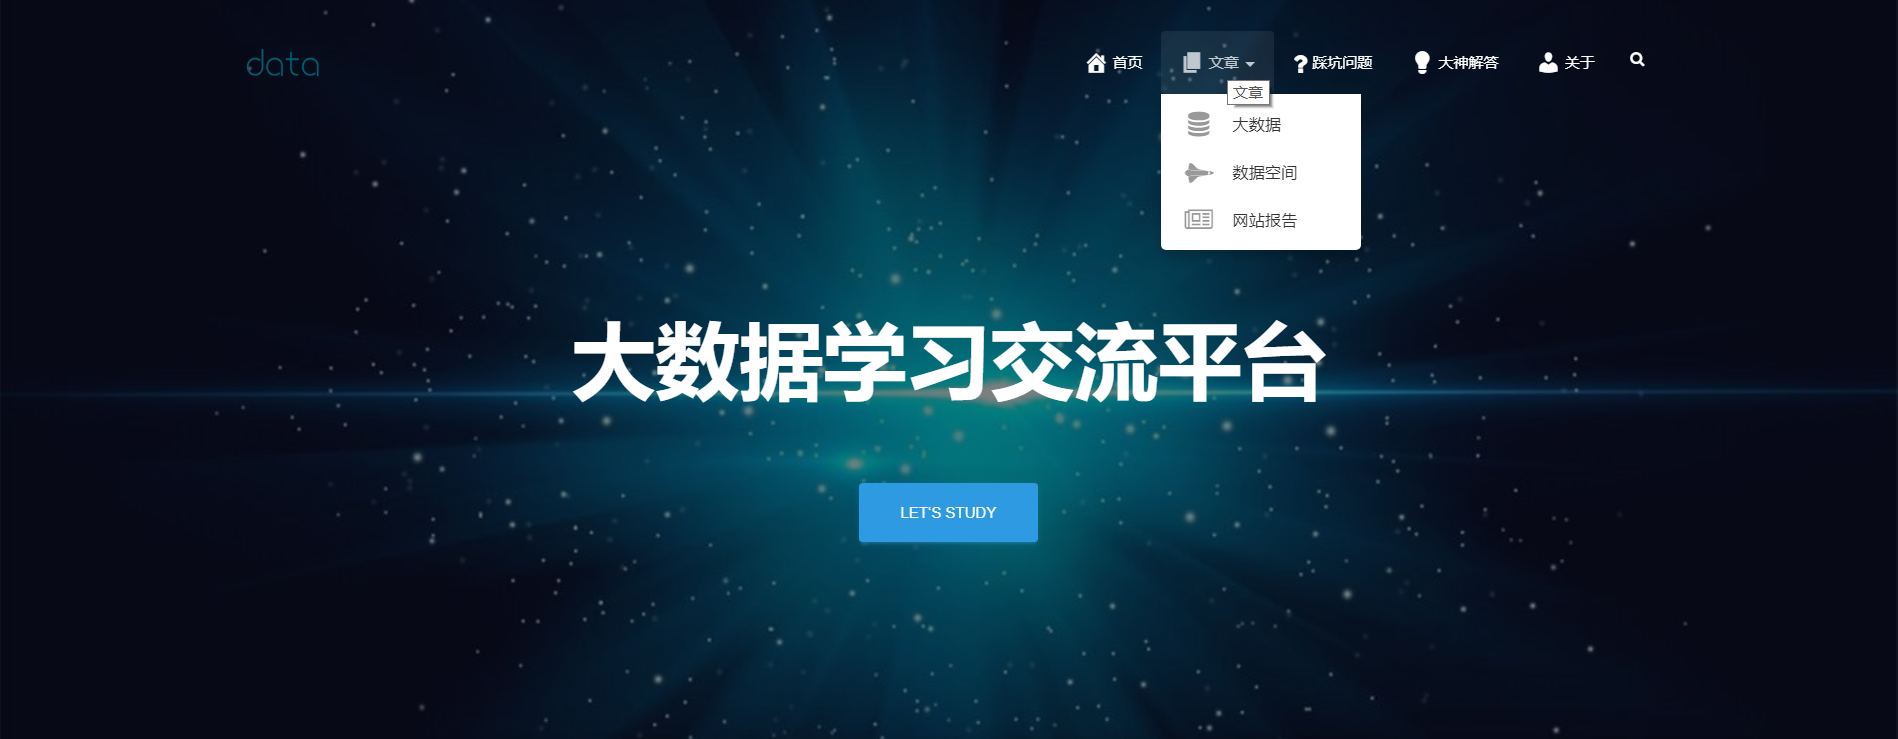 data
首页 文章 踩坑问题 大神解答 关于
文章
大数据
数据空间
网站报告
大数据学习交流平台
LET'S STUDY